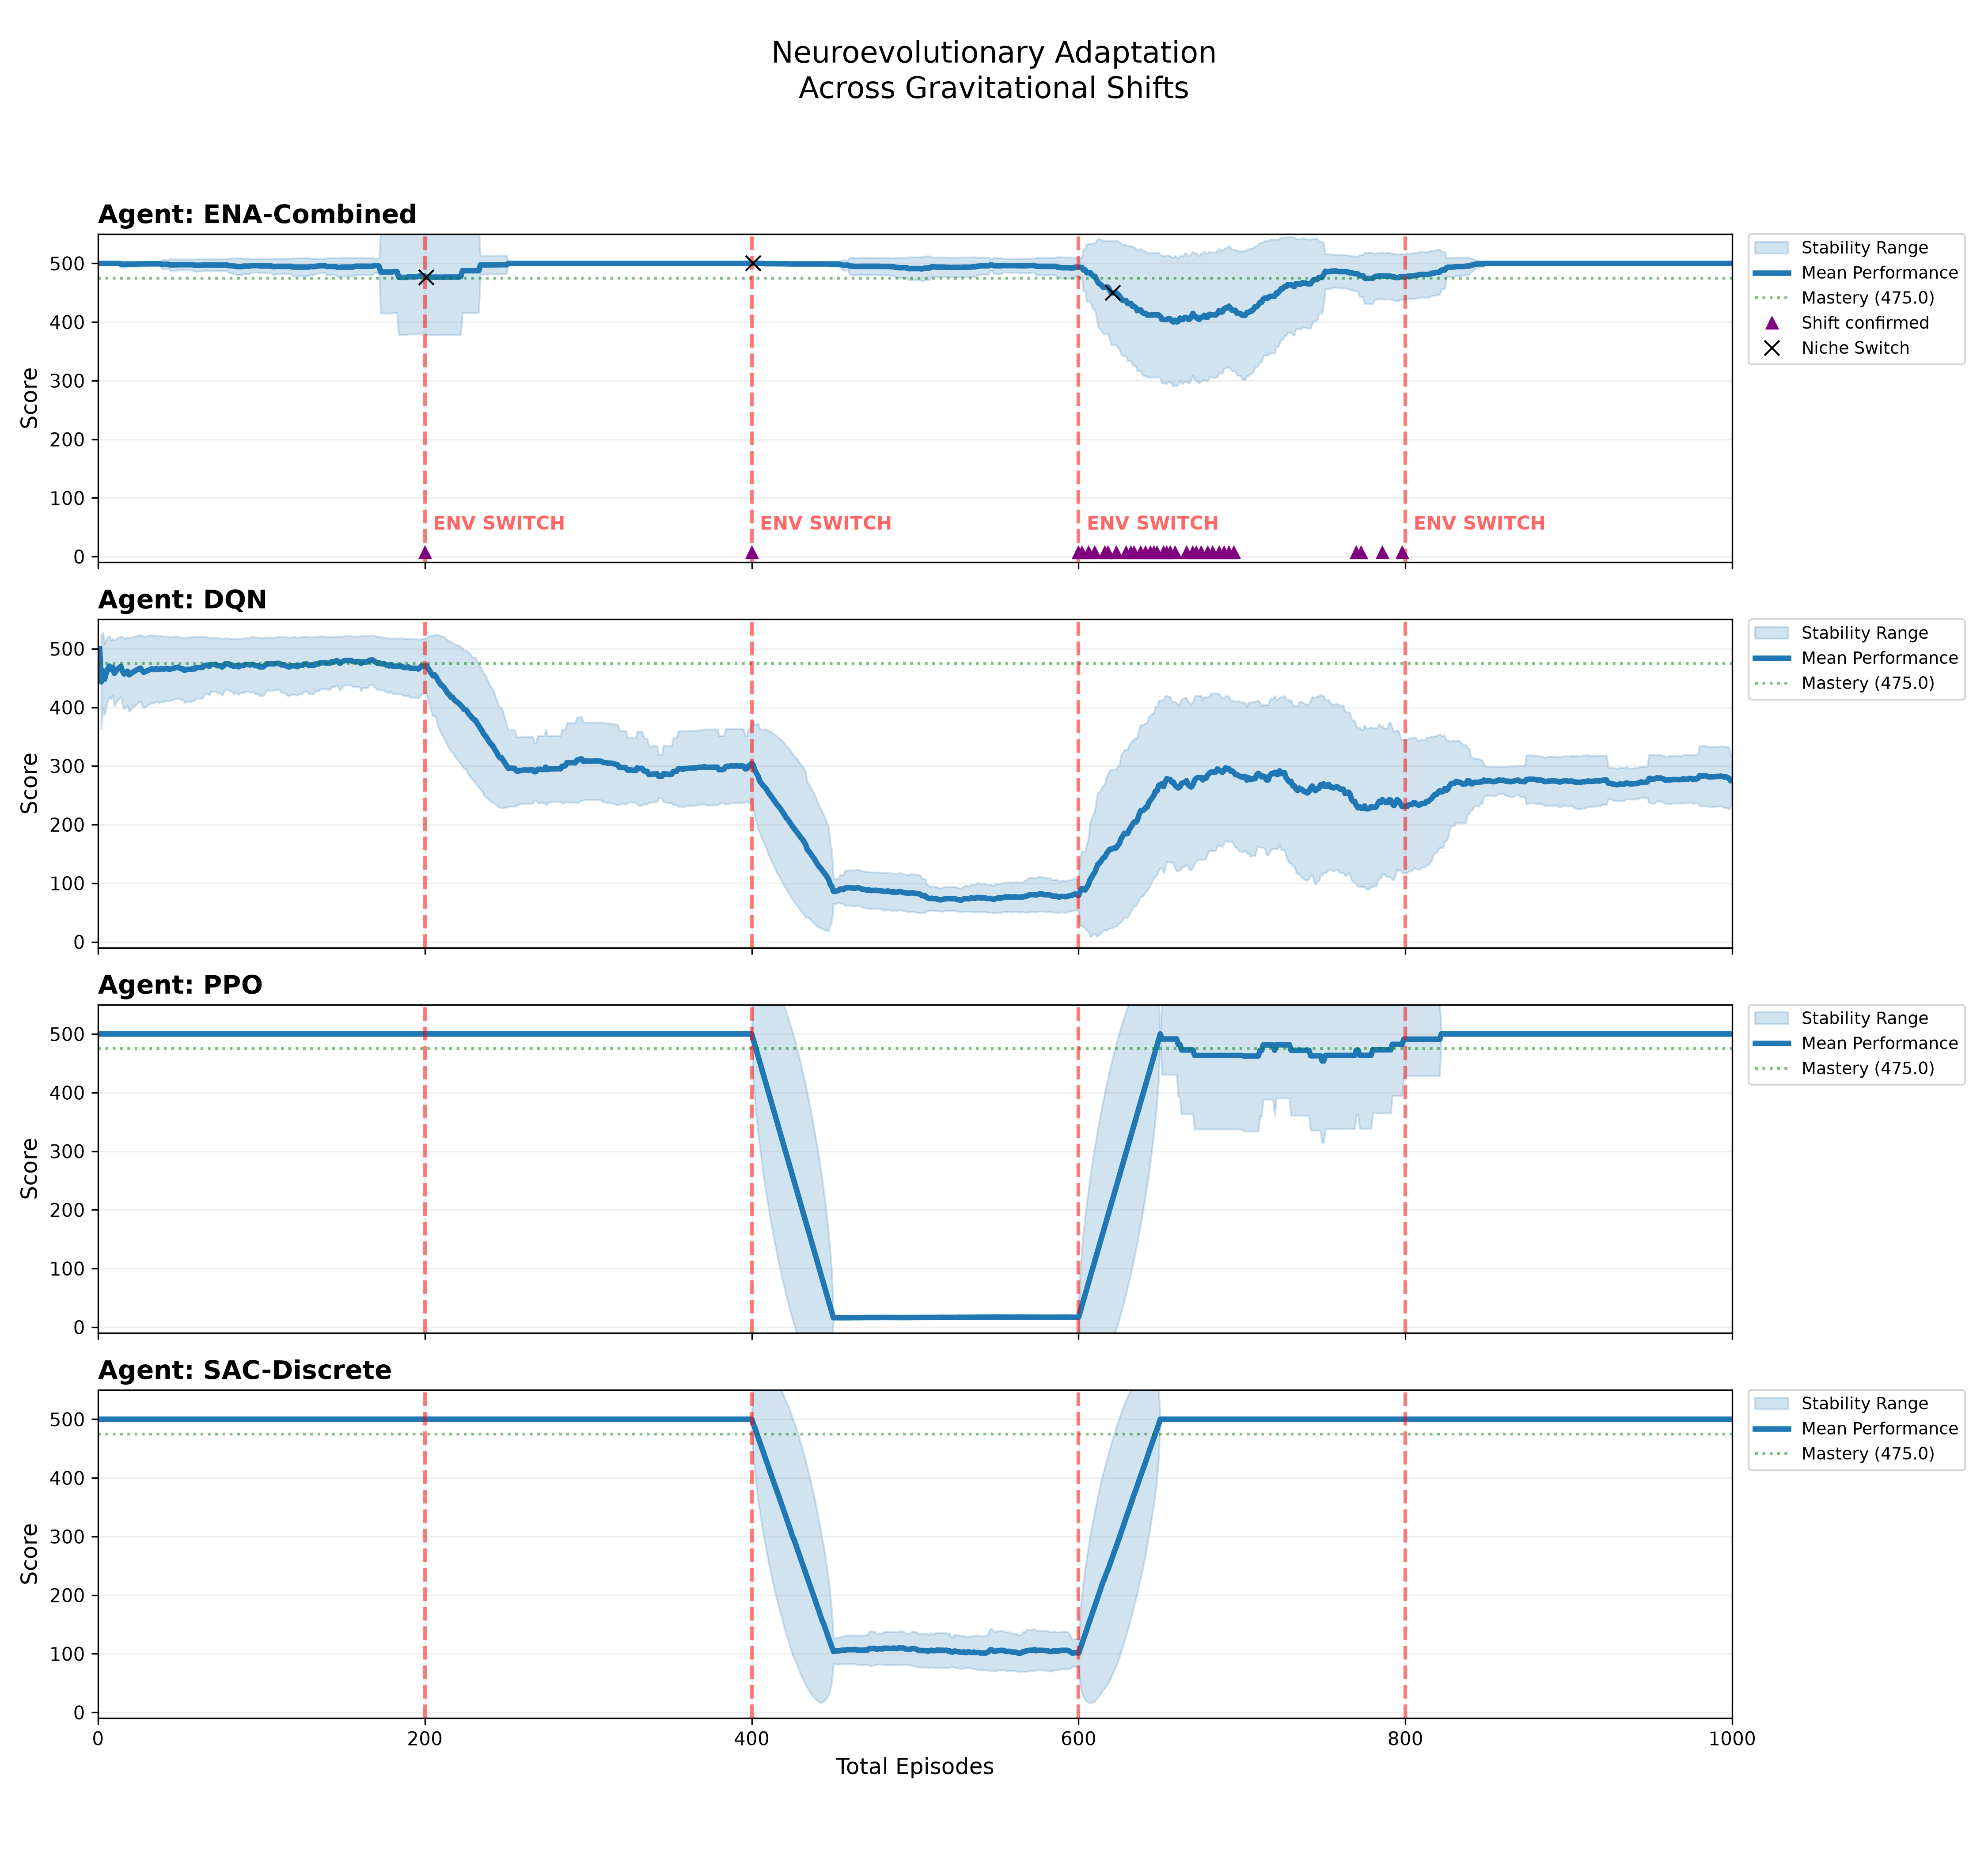 Neuroevolutionary Adaptation
Across Gravitational Shifts
Agent: ENA-Combined
Score
500
400
300
200
100
0
ENV SWITCH
ENV SWITCH
ENV SWITCH
ENV SWITCH
Stability Range
Mean Performance
Mastery (475.0)
Shift confirmed
Niche Switch
Agent: DQN
Score
500
400
300
200
100
0
Stability Range
Mean Performance
Mastery (475.0)
Agent: PPO
Score
500
400
300
200
100
0
Stability Range
Mean Performance
Mastery (475.0)
Agent: SAC-Discrete
Score
500
400
300
200
100
0
Stability Range
Mean Performance
Mastery (475.0)
0 200 400 600 800 1000
Total Episodes